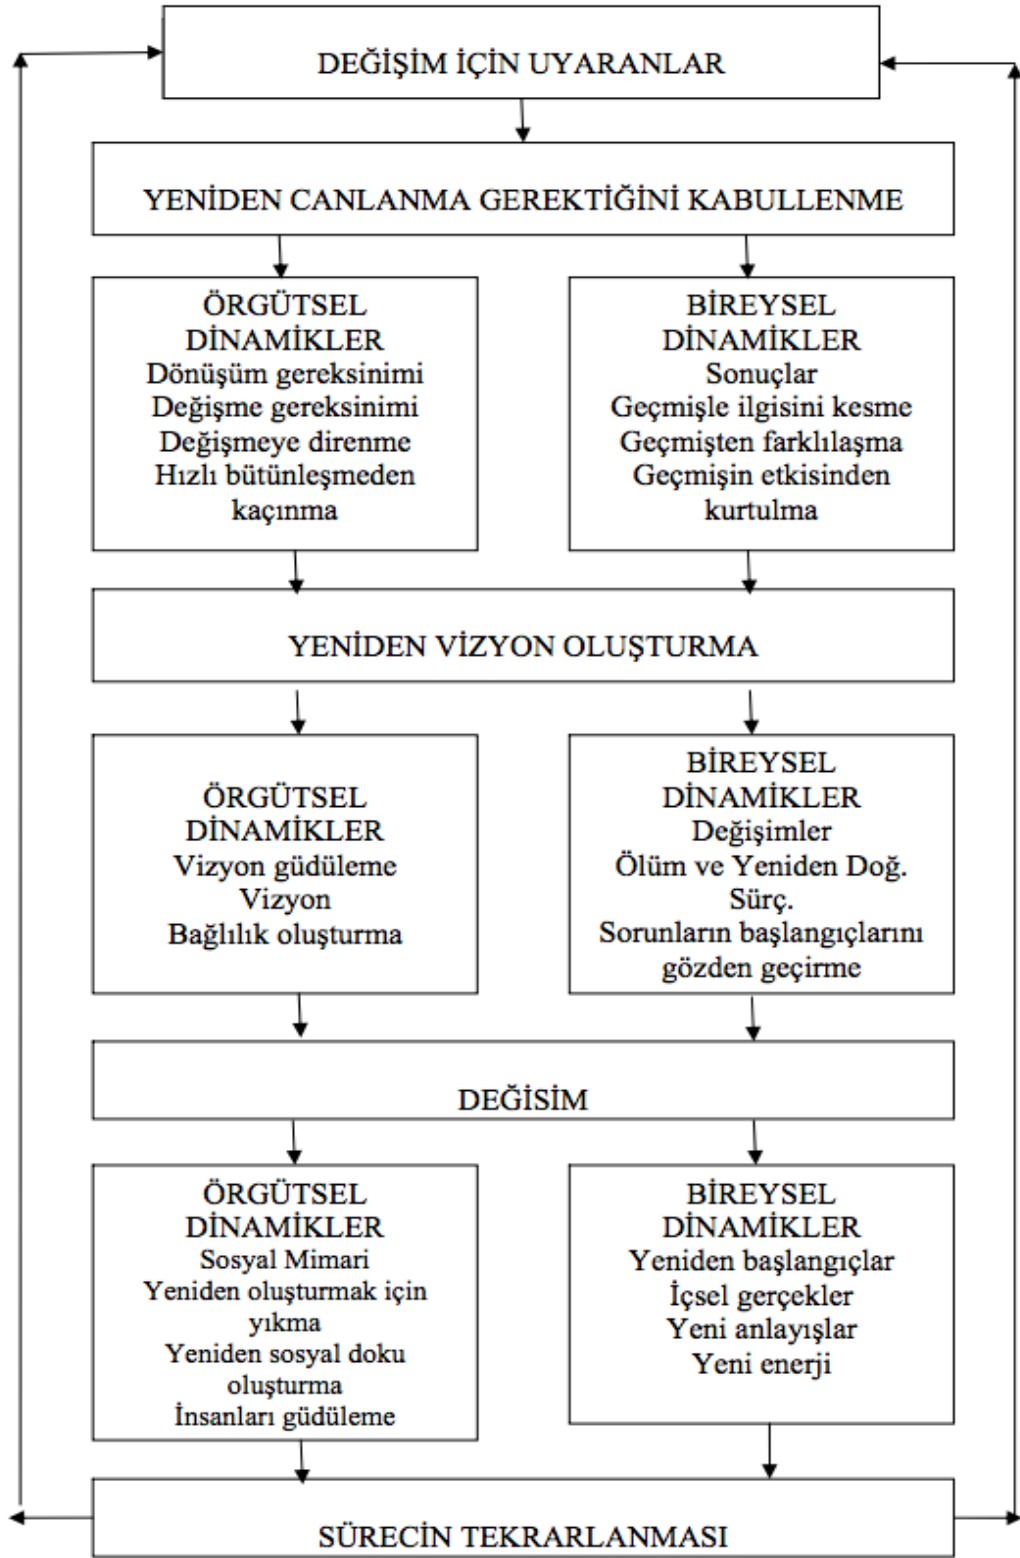 DEĞİŞİM İÇİN UYARANLAR
YENİDEN CANLANMA GEREKTİĞİNİ KABULLENME
ÖRGÜTSEL
DİNAMİKLER
Dönüşüm gereksinimi
Değişme gereksinimi
Değişmeye direnme
Hızlı bütünleşmeden
kaçınma
BİREYSEL
DİNAMİKLER
Sonuçlar
Geçmişle ilgisini kesme
Geçmişten farklılaşma
Geçmişin etkisinden
kurtulma
YENİDEN VİZYON OLUŞTURMA
ÖRGÜTSEL
DİNAMİKLER
Vizyon güdüleme
Vizyon
Bağlılık oluşturma
BİREYSEL
DİNAMİKLER
Değişimler
Ölüm ve Yeniden Doğ.
Sürç.
Sorunların başlangıçlarını
gözden geçirme
DEĞİSİM
ÖRGÜTSEL
DİNAMİKLER
Sosyal Mimari
Yeniden oluşturmak için
yıkma
Yeniden sosyal doku
oluşturma
İnsanları güdüleme
BİREYSEL
DİNAMİKLER
Yeniden başlangıçlar
İçsel gerçekler
Yeni anlayışlar
Yeni enerji
SÜRECİN TEKRARLANMASI